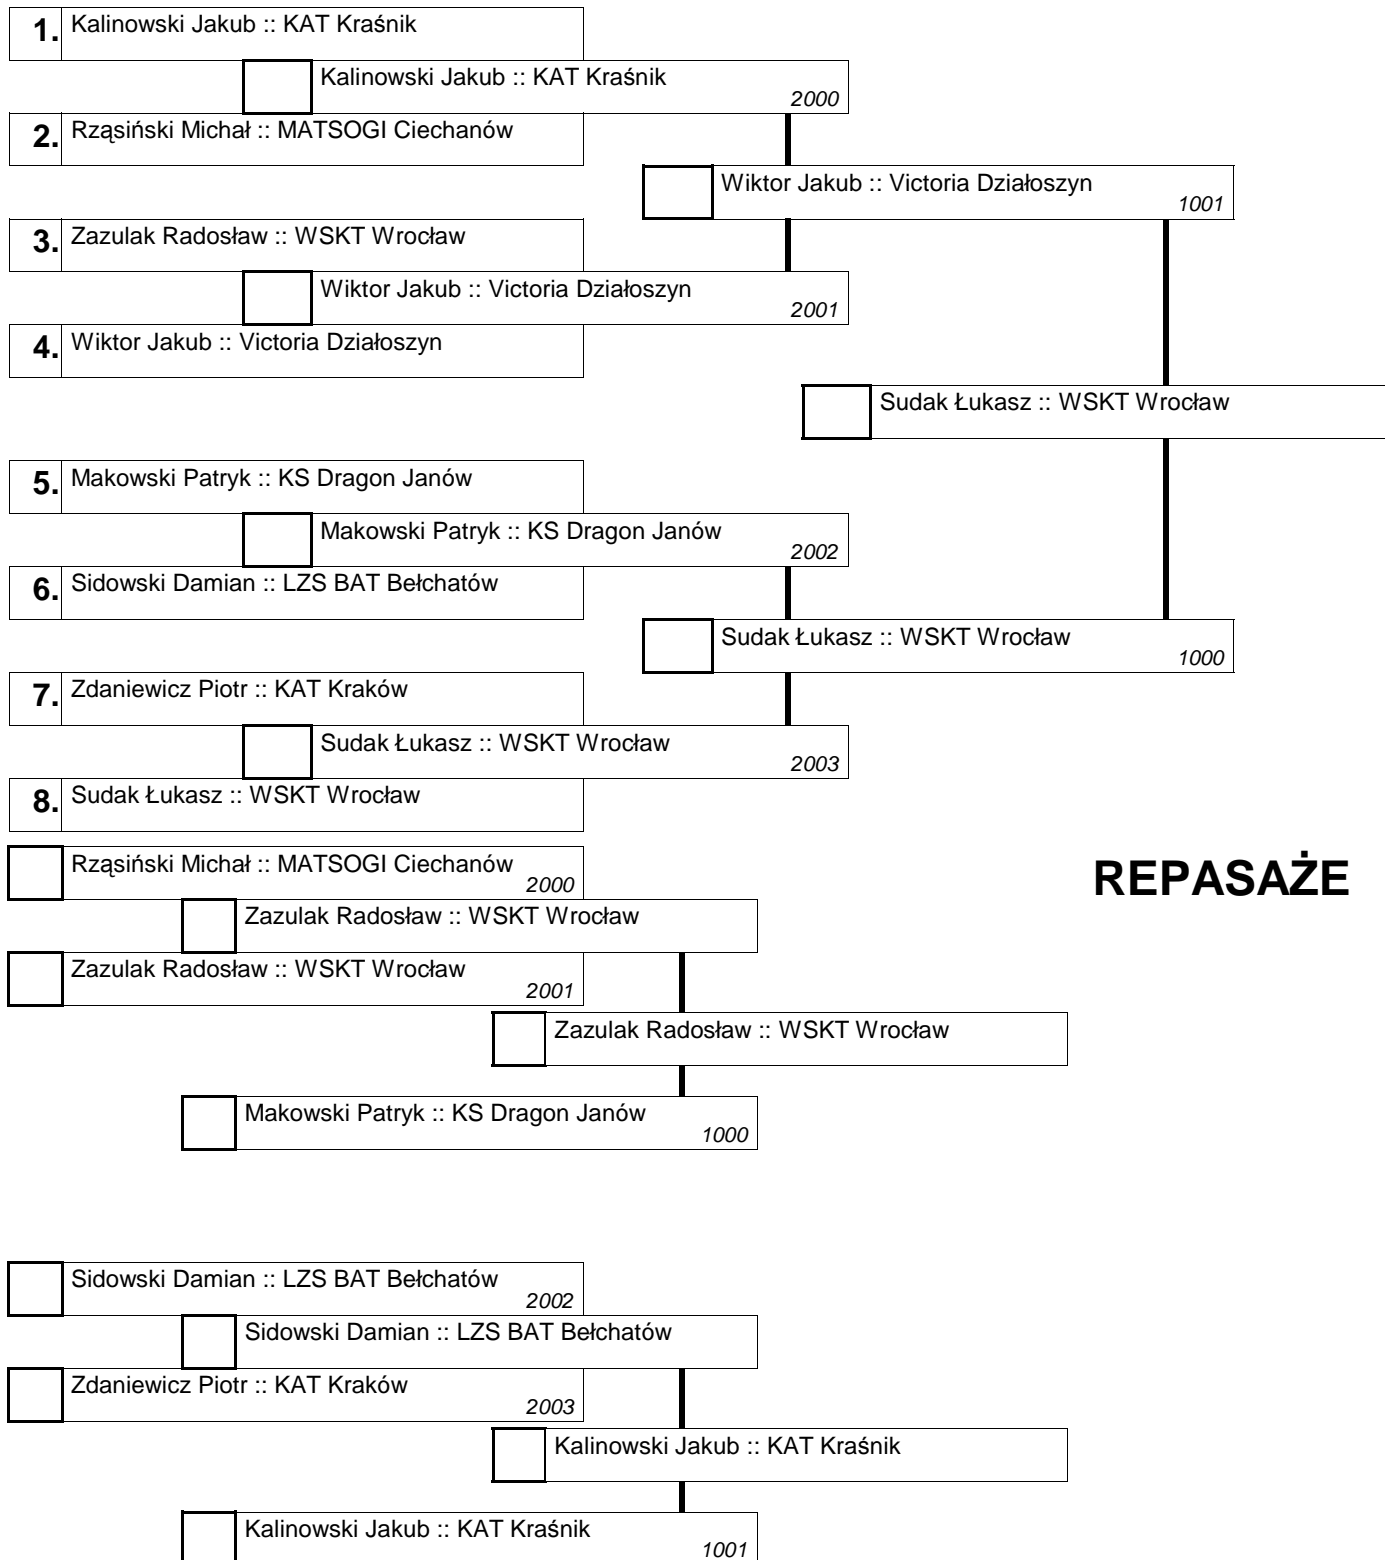 1. Kalinowski Jakub :: KAT Kraśnik
Kalinowski Jakub :: KAT Kraśnik
2000
2. Rząsiński Michał :: MATSOGI Ciechanów
Wiktor Jakub :: Victoria Działoszyn
1001
3. Zazulak Radosław :: WSKT Wrocław
Wiktor Jakub :: Victoria Działoszyn
2001
4. Wiktor Jakub :: Victoria Działoszyn
Sudak Łukasz :: WSKT Wrocław
5. Makowski Patryk :: KS Dragon Janów
Makowski Patryk :: KS Dragon Janów
2002
6. Sidowski Damian :: LZS BAT Bełchatów
Sudak Łukasz :: WSKT Wrocław
1000
7. Zdaniewicz Piotr :: KAT Kraków
Sudak Łukasz :: WSKT Wrocław
2003
8. Sudak Łukasz :: WSKT Wrocław
REPASAŻE
Rząsiński Michał :: MATSOGI Ciechanów
2000
Zazulak Radosław :: WSKT Wrocław
Zazulak Radosław :: WSKT Wrocław
2001
Zazulak Radosław :: WSKT Wrocław
Makowski Patryk :: KS Dragon Janów
1000
Sidowski Damian :: LZS BAT Bełchatów
2002
Sidowski Damian :: LZS BAT Bełchatów
Zdaniewicz Piotr :: KAT Kraków
2003
Kalinowski Jakub :: KAT Kraśnik
Kalinowski Jakub :: KAT Kraśnik
1001